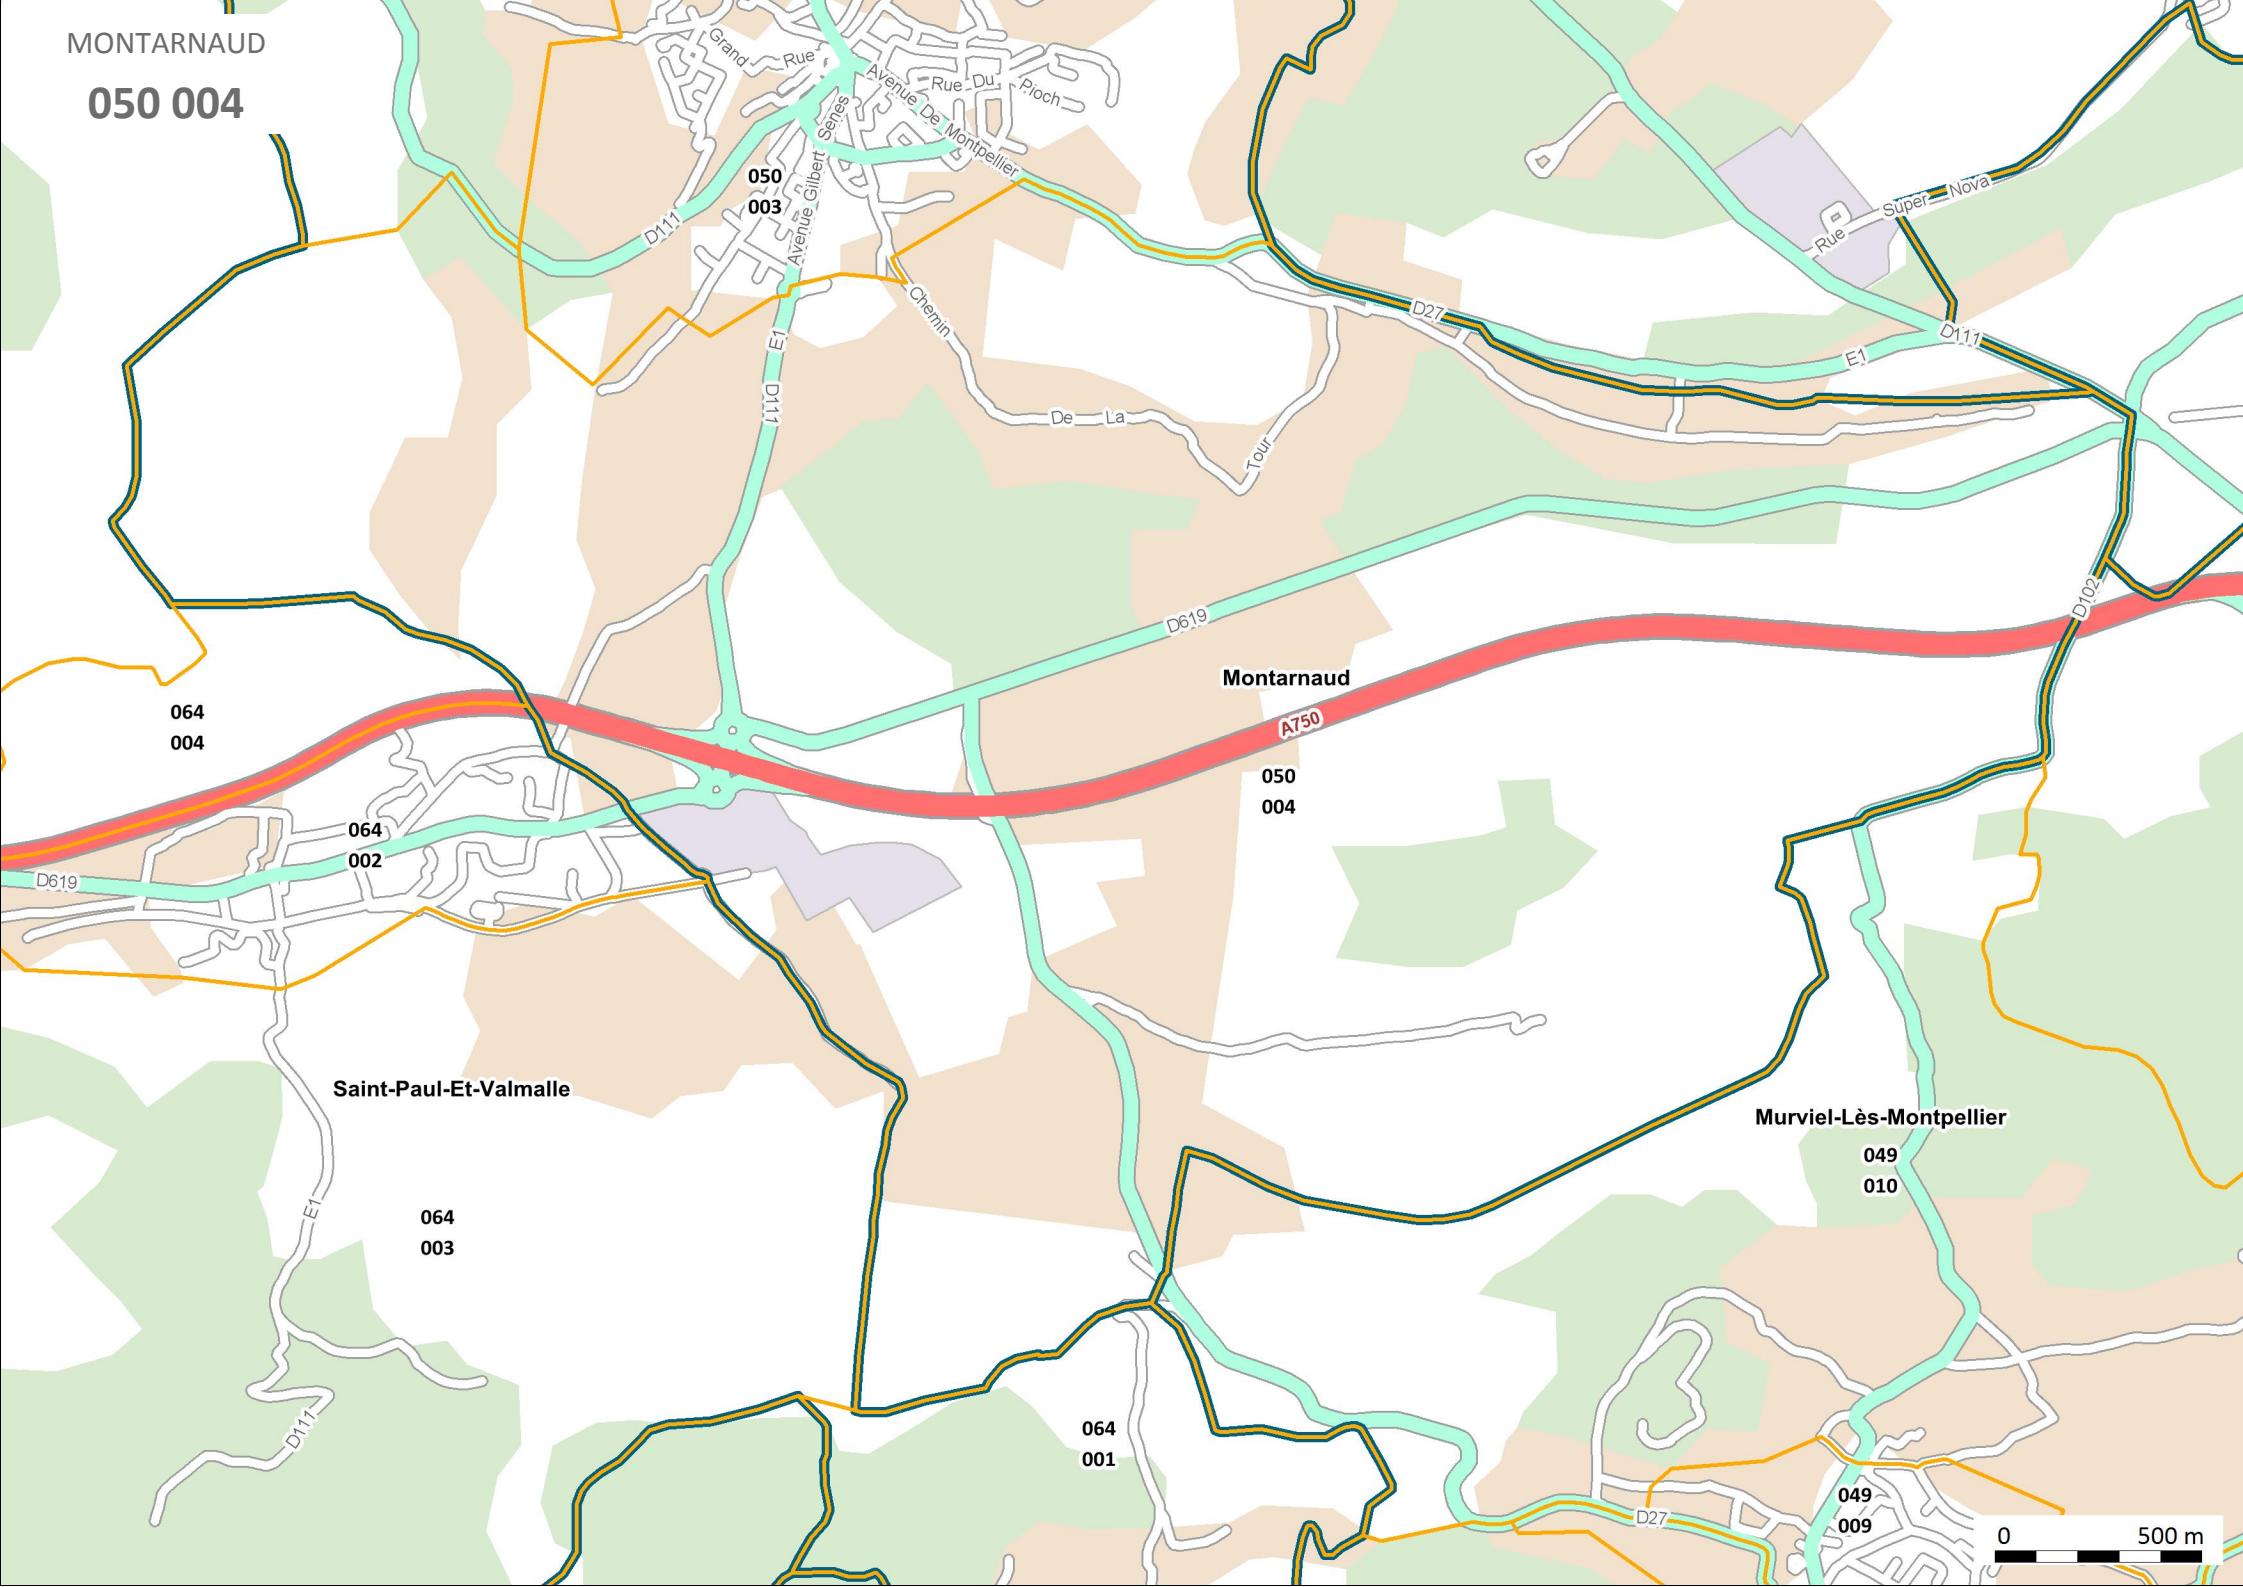 MONTARNAUD
050 004
Grand
Rue
Avenue De Montpellier
Rue Du Pioch
Avenue Gilbert Senes
050
003
D111
Super Nova
Rue
Chemin
De La
Tour
D27
D111
E1
E1
D111
D619
D102
Montarnaud
A750
064
004
050
004
064
002
D619
Saint-Paul-Et-Valmalle
Murviel-Lès-Montpellier
049
010
E1
064
003
D111
064
001
049
009
D27
0 500 m